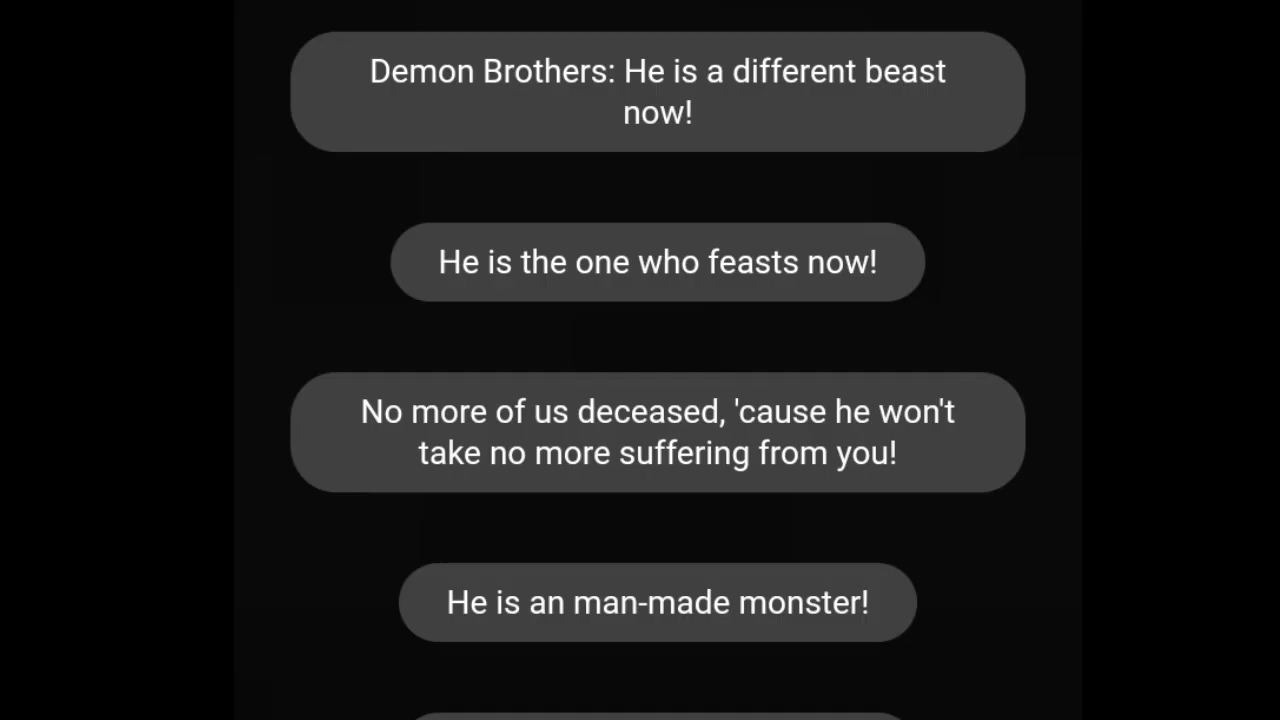 Demon Brothers: He is a different beast
now!
He is the one who feasts now!
No more of us deceased, 'cause he won't
take no more suffering from you!
He is an man-made monster!